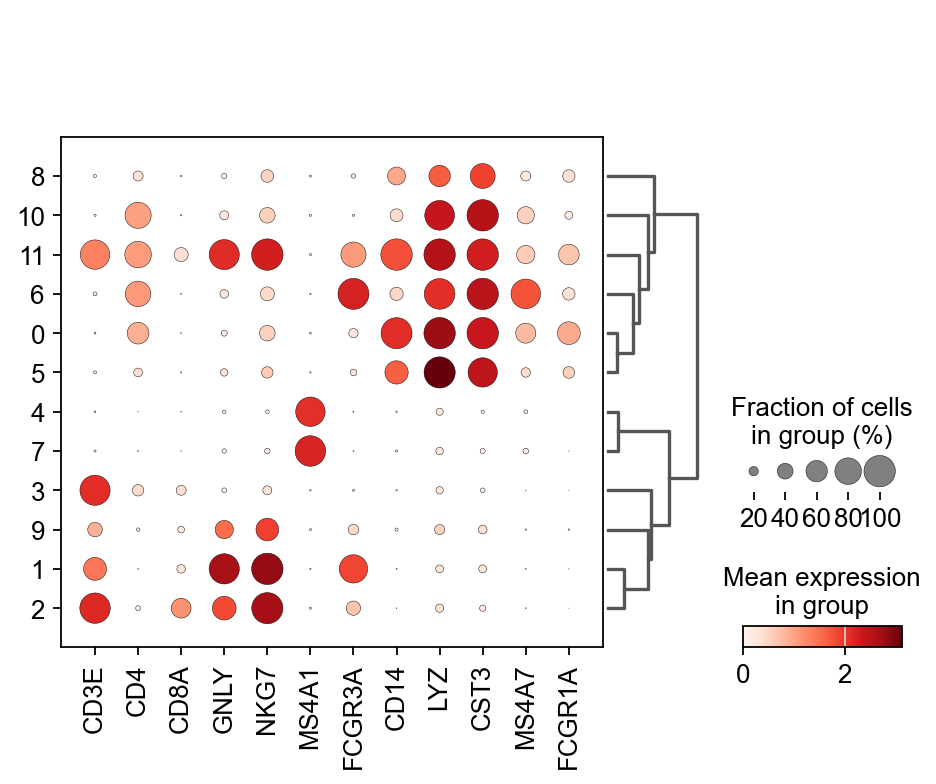 8
10
11
6
0
5
4
7
3
9
1
2
CD3E
CD4
CD8A
GNLY
NKG7
MS4A1
FCGR3A
CD14
LYZ
CST3
MS4A7
FCGR1A
Fraction of cells
in group (%)
20 40 60 80 100
Mean expression
in group
0 2